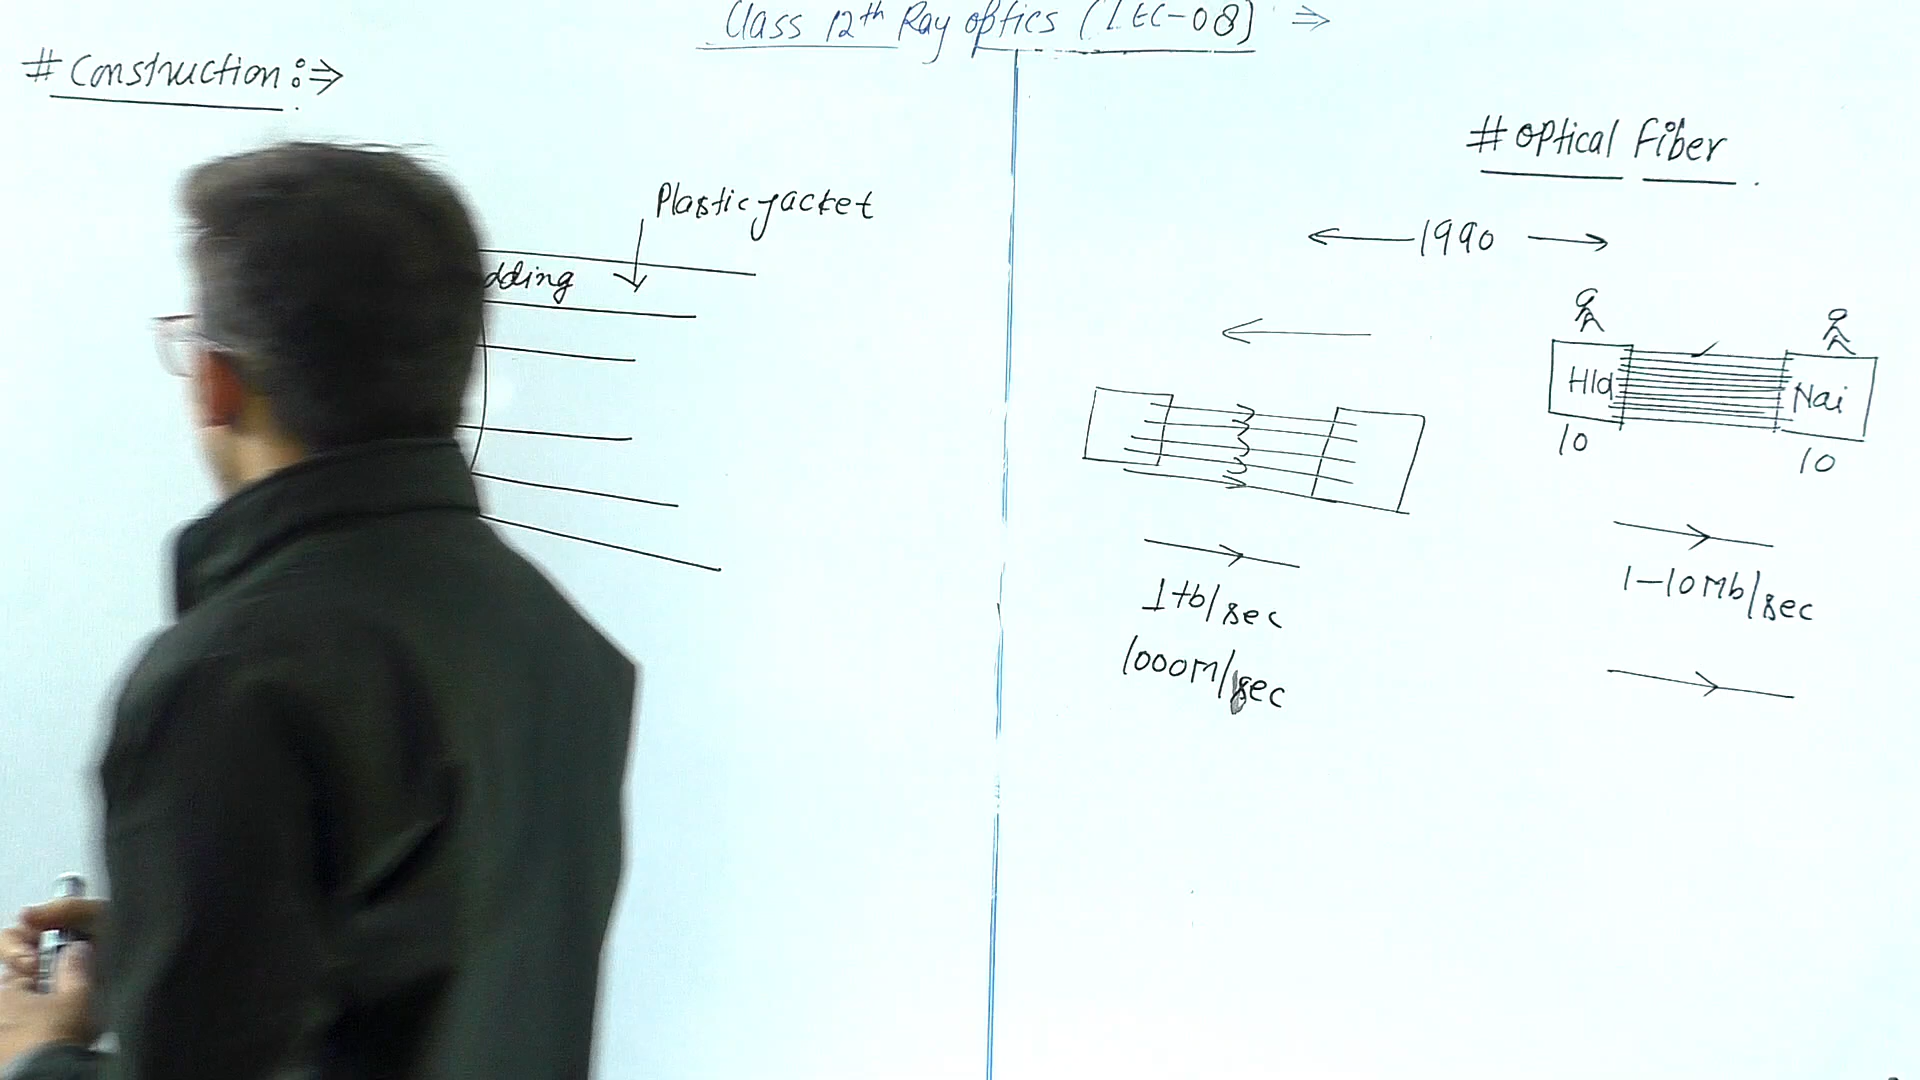 Class 12th Ray optics (LEC-08) ⇒
# Construction :⇒
Plastic jacket
dding
# optical Fiber
1990
Hld
Nai
10
10
1tb/sec
1000M/sec
1-10Mb/sec